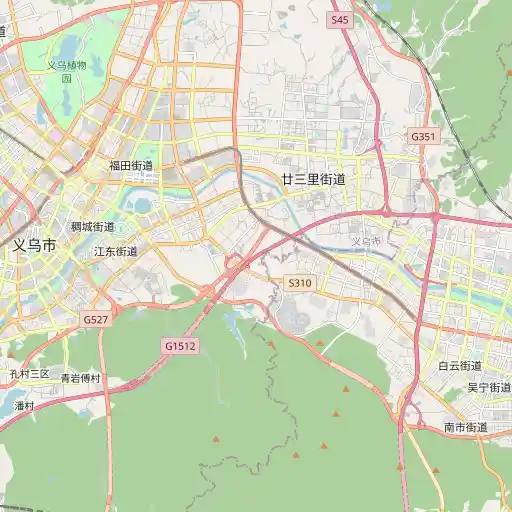 道
S45
义乌植物
园
G351
福田街道
廿三里街道
稠城街道
义乌市
江东街道
义乌市
S310
G527
G1512
孔村三区
青岩傅村
潘村
白云街道
吴宁街道
南市街道